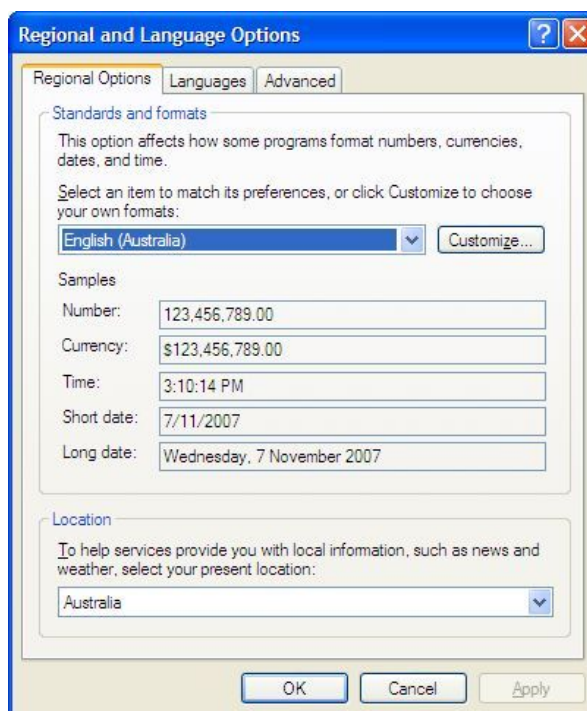 Regional and Language Options
Regional Options Languages Advanced
Standards and formats
This option affects how some programs format numbers, currencies,
dates, and time.
Select an item to match its preferences, or click Customize to choose
your own formats:
English (Australia) Customize...
Samples
Number: 123,456,789.00
Currency: $123,456,789.00
Time: 3:10:14 PM
Short date: 7/11/2007
Long date: Wednesday, 7 November 2007
Location
To help services provide you with local information, such as news and
weather, select your present location:
Australia
OK Cancel Apply